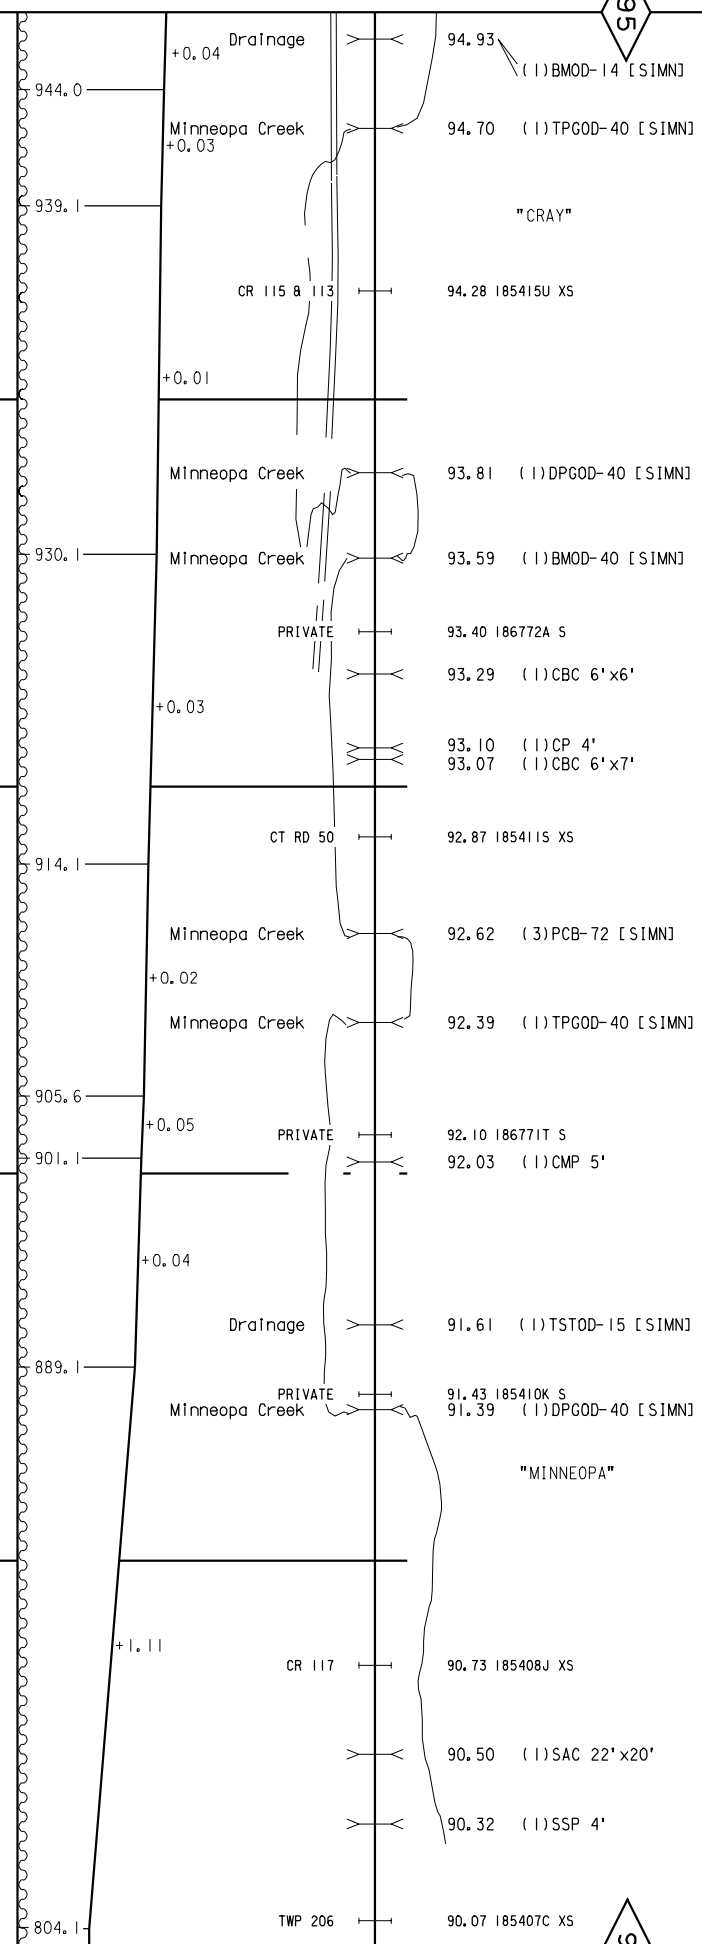 95
Drainage 94.93
+0.04
(1)BMOD-14 [SIMN]
944.0
Minneopa Creek 94.70 (1)TPGOD-40 [SIMN]
+0.03
939.1
"CRAY"
CR 115 & 113 94.28 185415U XS
+0.01
Minneopa Creek 93.81 (1)DPGOD-40 [SIMN]
930.1
Minneopa Creek 93.59 (1)BMOD-40 [SIMN]
PRIVATE 93.40 186772A S
93.29 (1)CBC 6'x6'
+0.03
93.10 (1)CP 4'
93.07 (1)CBC 6'x7'
CT RD 50 92.87 185411S XS
914.1
Minneopa Creek 92.62 (3)PCB-72 [SIMN]
+0.02
Minneopa Creek 92.39 (1)TPGOD-40 [SIMN]
905.6
+0.05
PRIVATE 92.10 186771T S
901.1
92.03 (1)CMP 5'
+0.04
Drainage 91.61 (1)TSTOD-15 [SIMN]
889.1
PRIVATE 91.43 185410K S
Minneopa Creek 91.39 (1)DPGOD-40 [SIMN]
"MINNEOPA"
+1.11
CR 117 90.73 185408J XS
90.50 (1)SAC 22'x20'
90.32 (1)SSP 4'
TWP 206 90.07 185407C XS
804.1